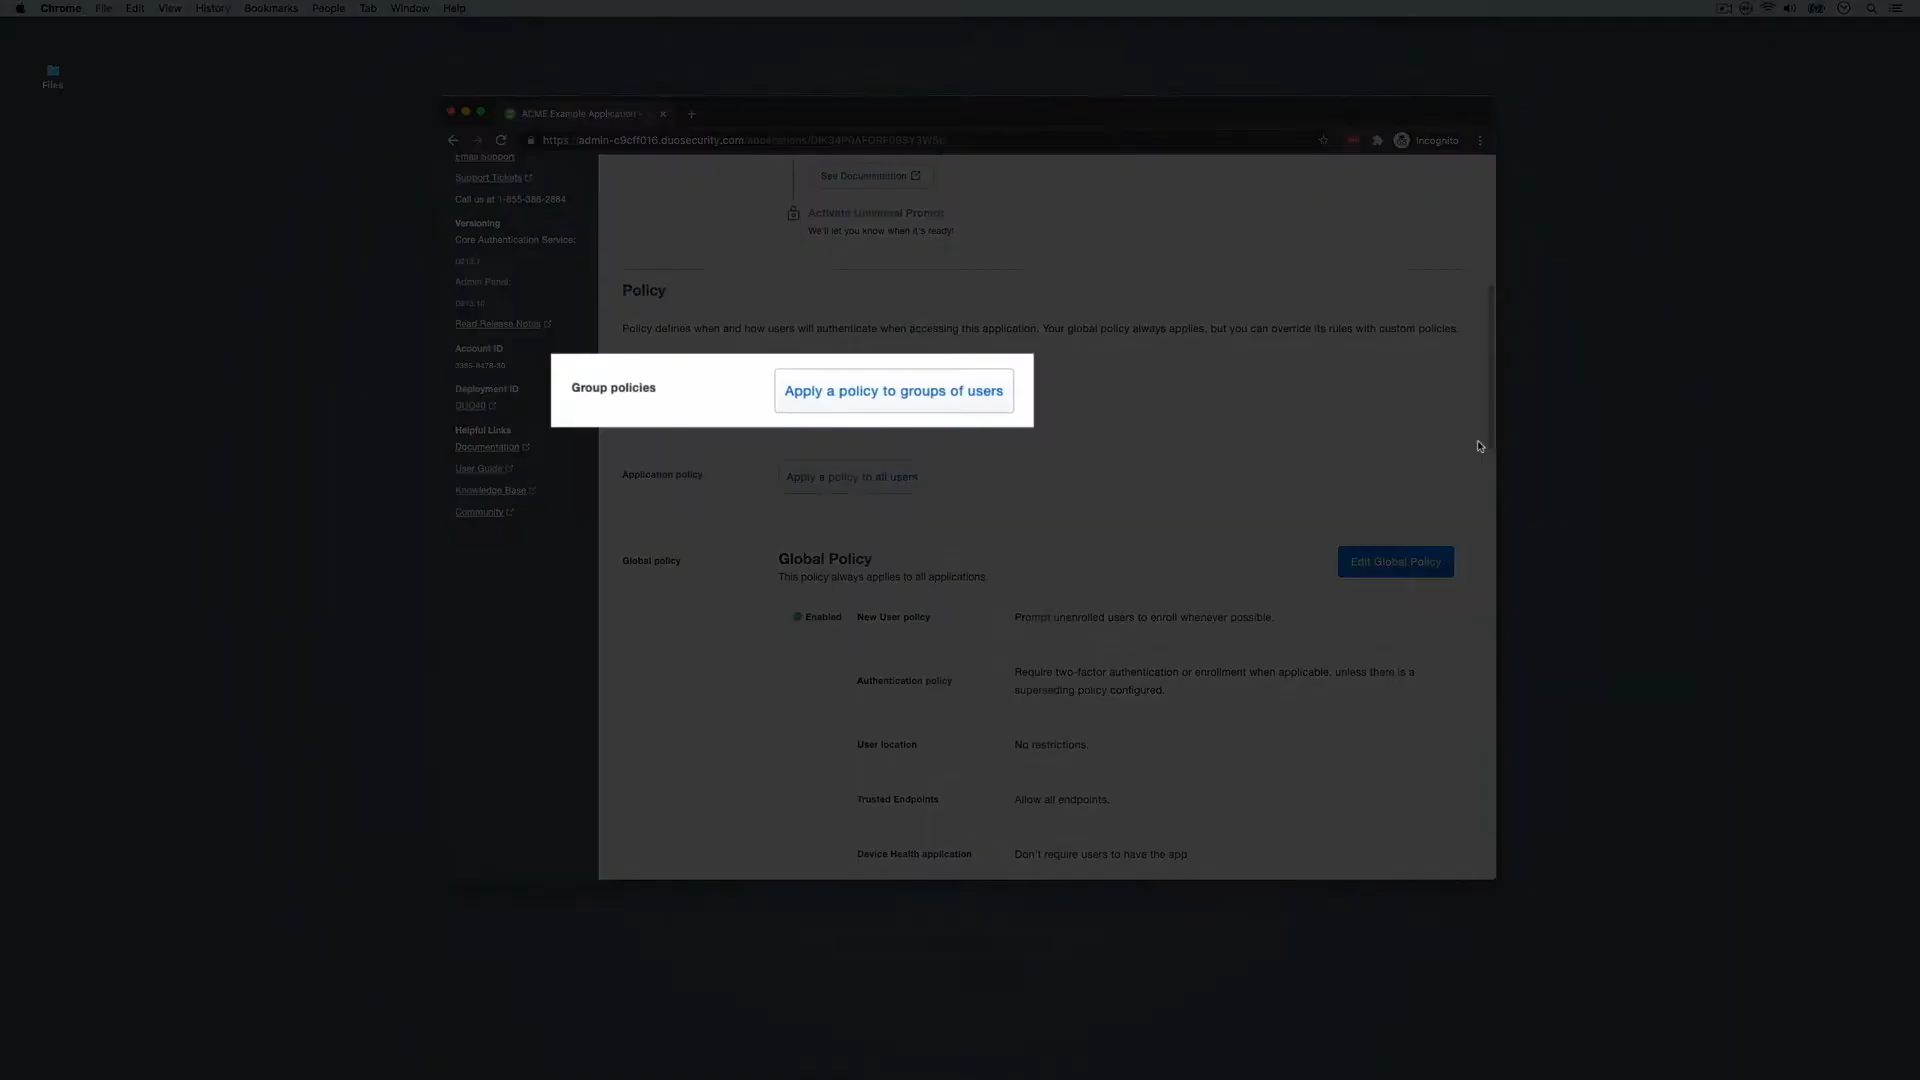 Chrome File Edit View History Bookmarks People Tab Window Help
Files
ACME Example Application -
https://admin-c9cff016.duosecurity.com/applications/
Incognito
Email Support
Support Tickets
Call us at 1-855-386-2884
Versioning
Core Authentication Service:
D213.7
Admin Panel:
D213.10
Read Release Notes
Account ID
Deployment ID
DUO40
Helpful Links
Documentation
User Guide
Knowledge Base
Community
See Documentation
Activate Universal Prompt
We'll let you know when it's ready!
Policy
Policy defines when and how users will authenticate when accessing this application. Your global policy always applies, but you can override its rules with custom policies.
Group policies
Apply a policy to groups of users
Application policy
Apply a policy to all users
Global policy
Global Policy
Edit Global Policy
This policy always applies to all applications.
Enabled New User policy Prompt unenrolled users to enroll whenever possible.
Authentication policy Require two-factor authentication or enrollment when applicable, unless there is a
superseding policy configured.
User location No restrictions.
Trusted Endpoints Allow all endpoints.
Device Health application Don't require users to have the app